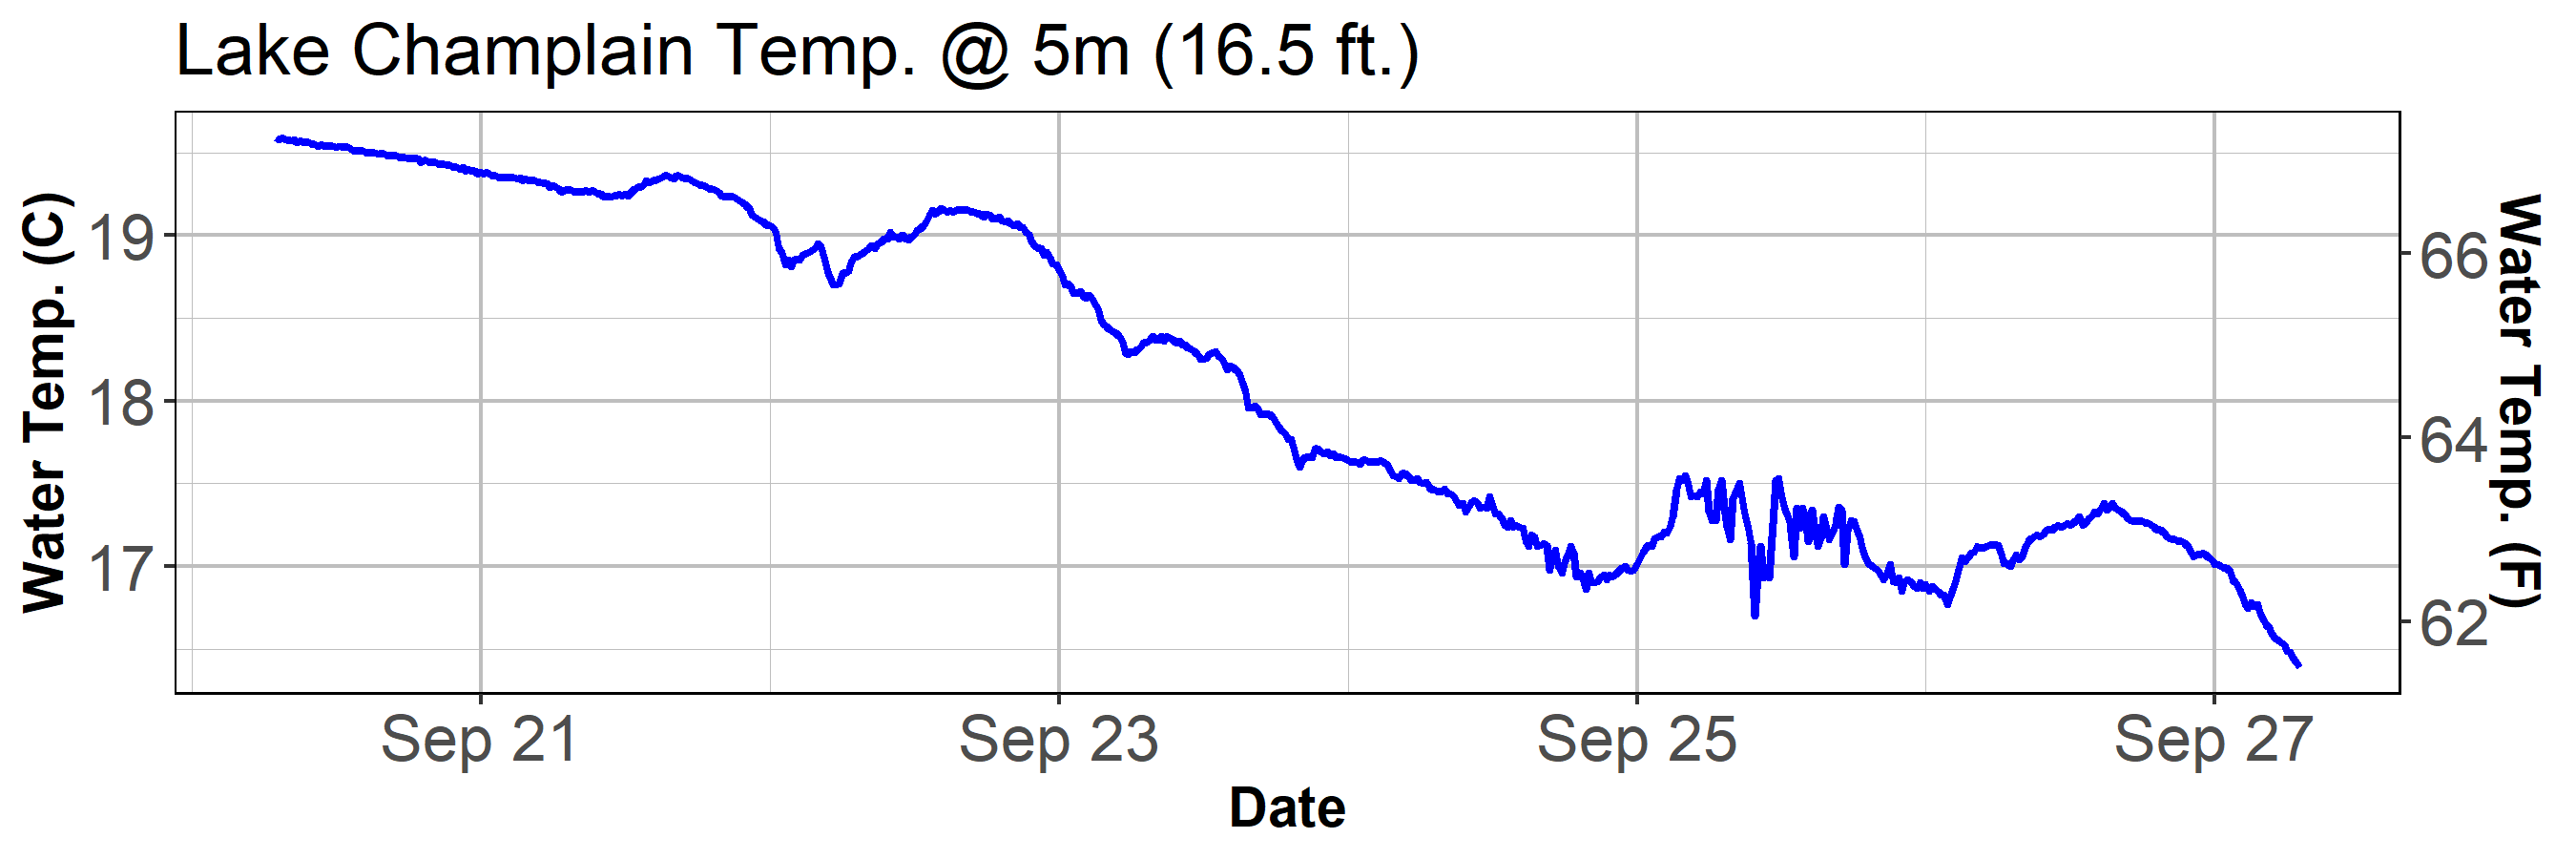 Lake Champlain Temp. @ 5m (16.5 ft.)
Water Temp. (C)
19
18
17
66
64
62
Water Temp. (F)
Sep 21 Sep 23 Sep 25 Sep 27
Date